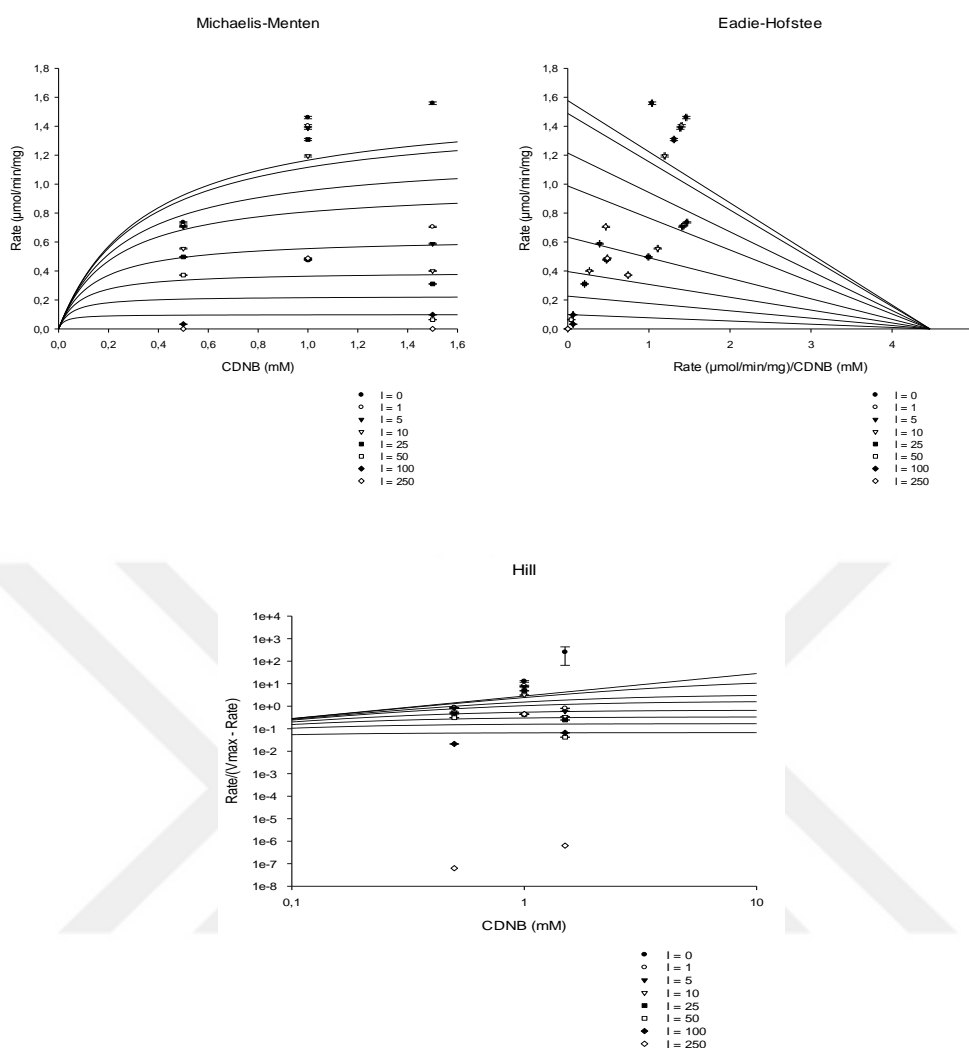 Michaelis-Menten
Rate (µmol/min/mg)
1,8
1,6
1,4
1,2
1,0
0,8
0,6
0,4
0,2
0,0
0,0 0,2 0,4 0,6 0,8 1,0 1,2 1,4 1,6
CDNB (mM)
I = 0
I = 1
I = 5
I = 10
I = 25
I = 50
I = 100
I = 250
Eadie-Hofstee
Rate (µmol/min/mg)
1,8
1,6
1,4
1,2
1,0
0,8
0,6
0,4
0,2
0,0
0 1 2 3 4
Rate (µmol/min/mg)/CDNB (mM)
I = 0
I = 1
I = 5
I = 10
I = 25
I = 50
I = 100
I = 250
Hill
Rate/(Vmax - Rate)
1e+4
1e+3
1e+2
1e+1
1e+0
1e-1
1e-2
1e-3
1e-4
1e-5
1e-6
1e-7
1e-8
0,1 1 10
CDNB (mM)
I = 0
I = 1
I = 5
I = 10
I = 25
I = 50
I = 100
I = 250